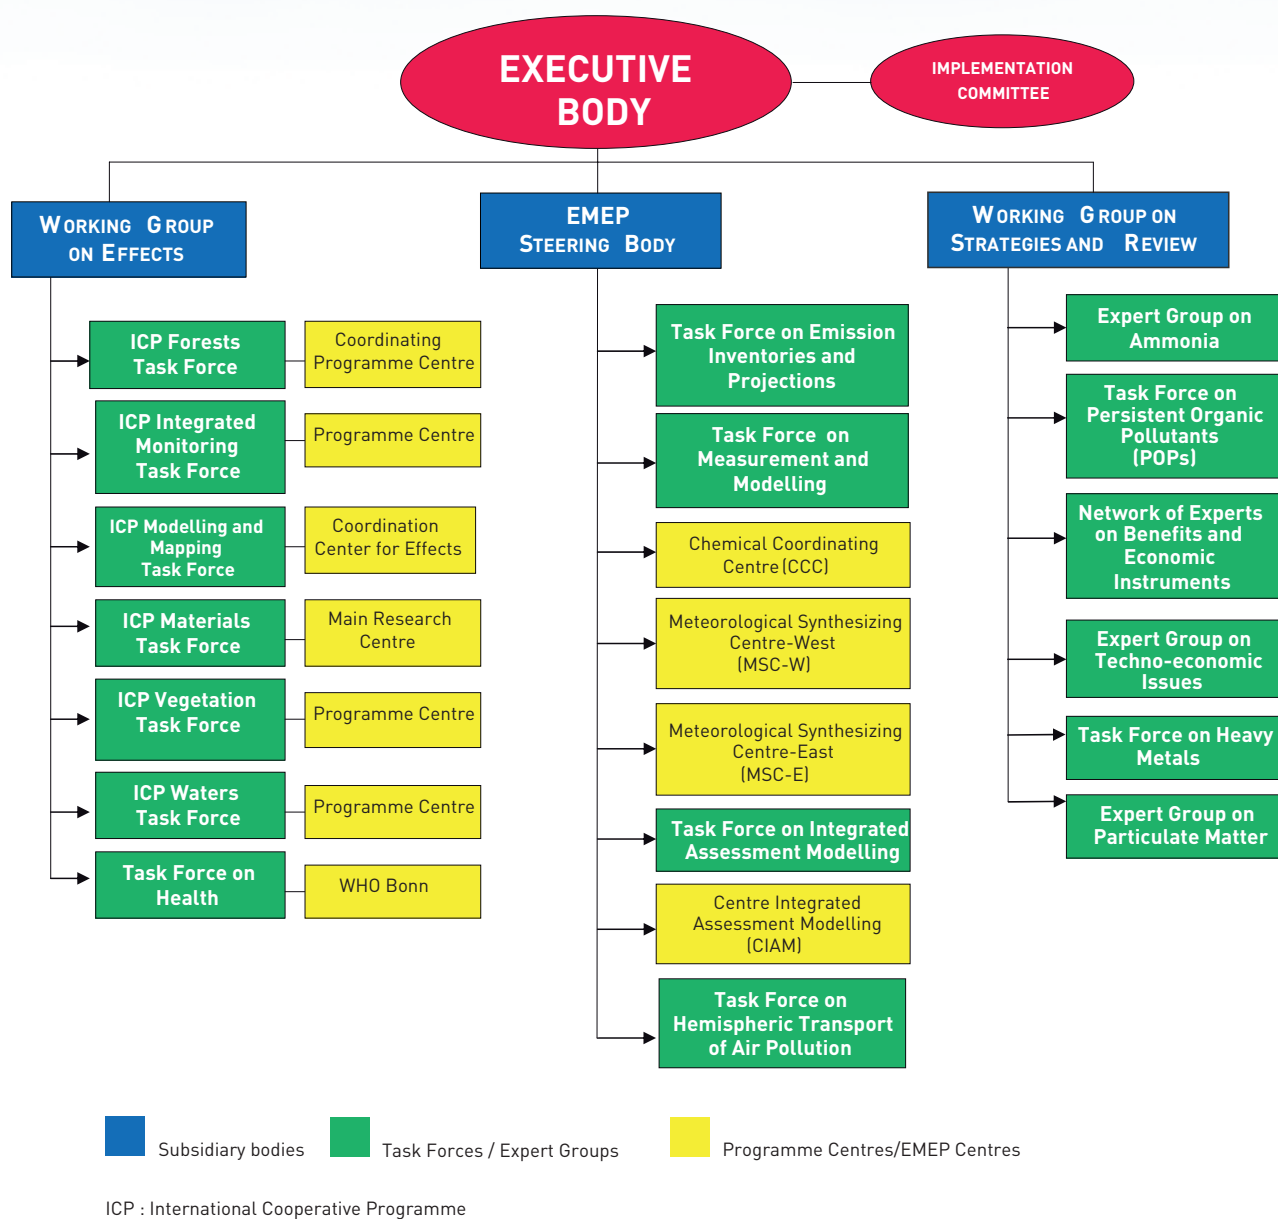 EXECUTIVE
BODY
IMPLEMENTATION
COMMITTEE
WORKING GROUP
ON EFFECTS
ICP Forests
Task Force
Coordinating
Programme Centre
ICP Integrated
Monitoring
Task Force
Programme Centre
ICP Modelling and
Mapping
Task Force
Coordination
Center for Effects
ICP Materials
Task Force
Main Research
Centre
ICP Vegetation
Task Force
Programme Centre
ICP Waters
Task Force
Programme Centre
Task Force on
Health
WHO Bonn
EMEP
STEERING BODY
Task Force on Emission
Inventories and
Projections
Task Force on
Measurement and
Modelling
Chemical Coordinating
Centre (CCC)
Meteorological Synthesizing
Centre-West
(MSC-W)
Meteorological Synthesizing
Centre-East
(MSC-E)
Task Force on Integrated
Assessment Modelling
Centre Integrated
Assessment Modelling
(CIAM)
Task Force on
Hemispheric Transport
of Air Pollution
WORKING GROUP ON
STRATEGIES AND REVIEW
Expert Group on
Ammonia
Task Force on
Persistent Organic
Pollutants
(POPs)
Network of Experts
on Benefits and
Economic
Instruments
Expert Group on
Techno-economic
Issues
Task Force on Heavy
Metals
Expert Group on
Particulate Matter
Subsidiary bodies
Task Forces / Expert Groups
Programme Centres/EMEP Centres
ICP : International Cooperative Programme